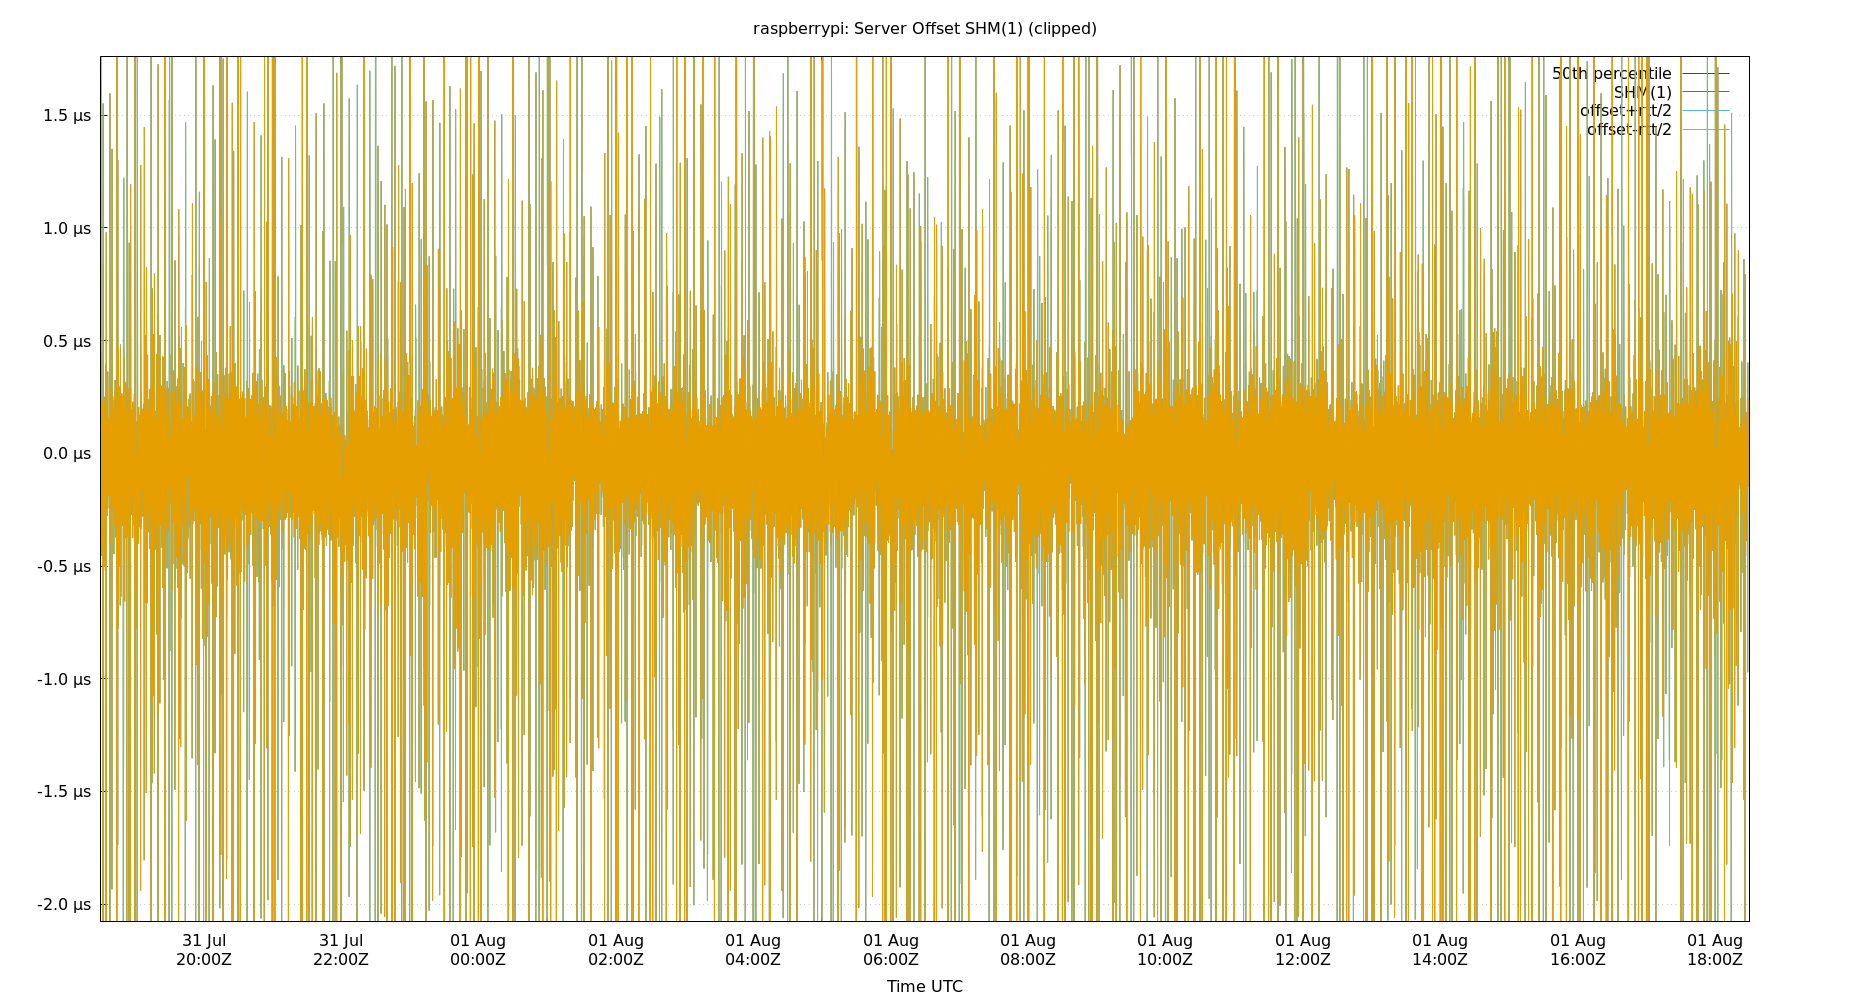 raspberrypi: Server Offset SHM(1) (clipped)
50th percentile
SHM(1)
offset+rtt/2
offset-rtt/2
1.5 µs
1.0 µs
0.5 µs
0.0 µs
-0.5 µs
-1.0 µs
-1.5 µs
-2.0 µs
31 Jul 31 Jul 01 Aug 01 Aug 01 Aug 01 Aug 01 Aug 01 Aug 01 Aug 01 Aug 01 Aug 01 Aug
20:00Z 22:00Z 00:00Z 02:00Z 04:00Z 06:00Z 08:00Z 10:00Z 12:00Z 14:00Z 16:00Z 18:00Z
Time UTC